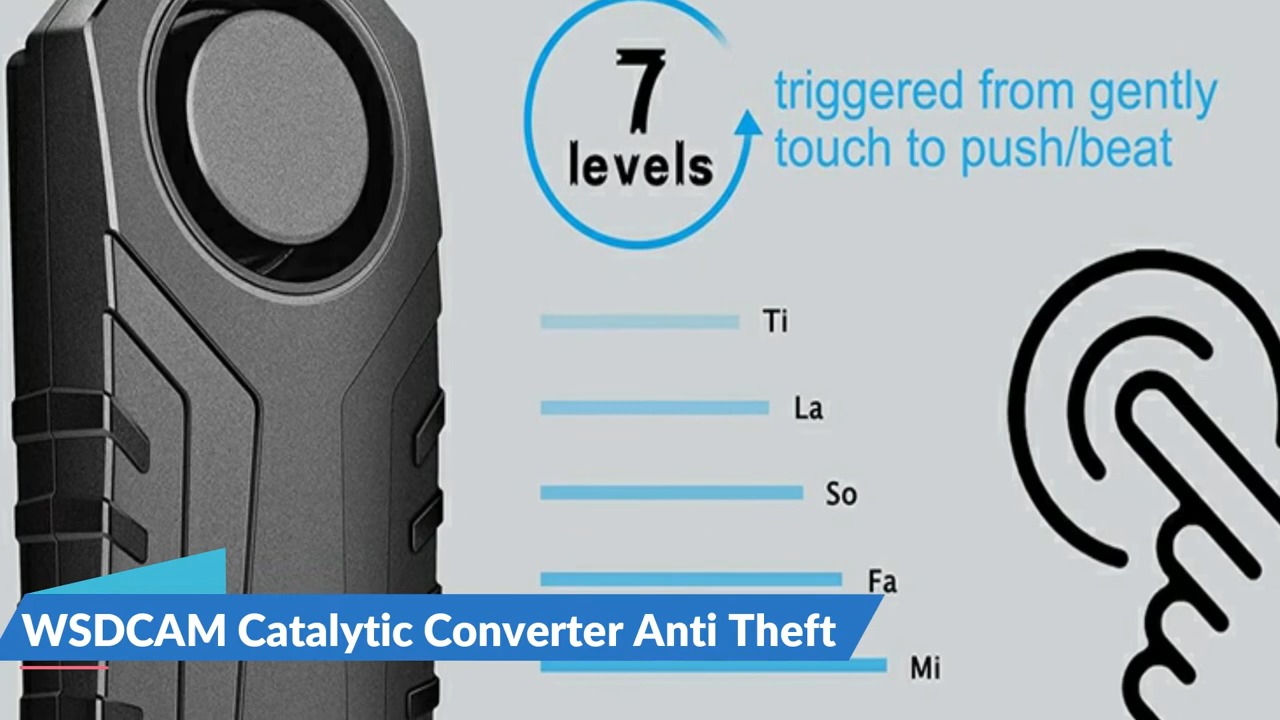 7
levels
triggered from gently
touch to push/beat
Ti
La
So
Fa
WSDCAM Catalytic Converter Anti Theft
Mi